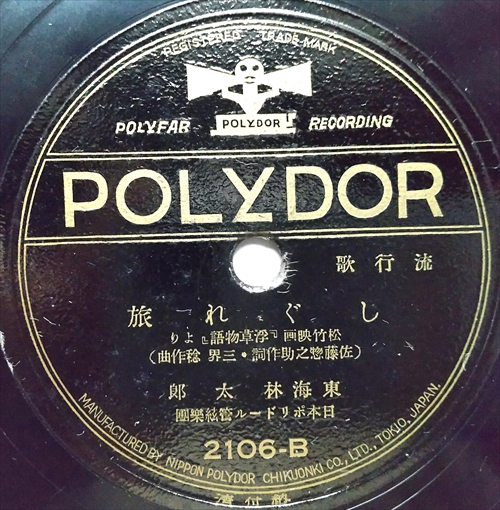 REGISTERED TRADE MARK
POLYFAR POLYDOR RECORDING
POLYDOR
流行歌
しぐれ旅
松竹映画『浮草物語』より
(佐藤惣之助作詞・三界稔作曲)
東海林太郎
日本ポリドール管絃樂團
2106-B
MANUFACTURED BY NIPPON POLYDOR CHIKUONKI CO., LTD., TOKIO, JAPAN.